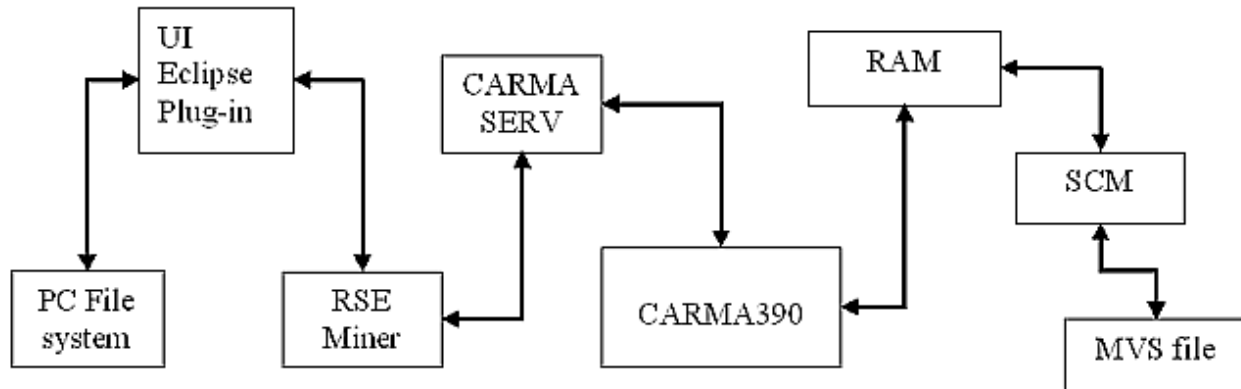 UI
Eclipse
Plug-in
CARMA
SERV
RAM
SCM
PC File
system
RSE
Miner
CARMA390
MVS file